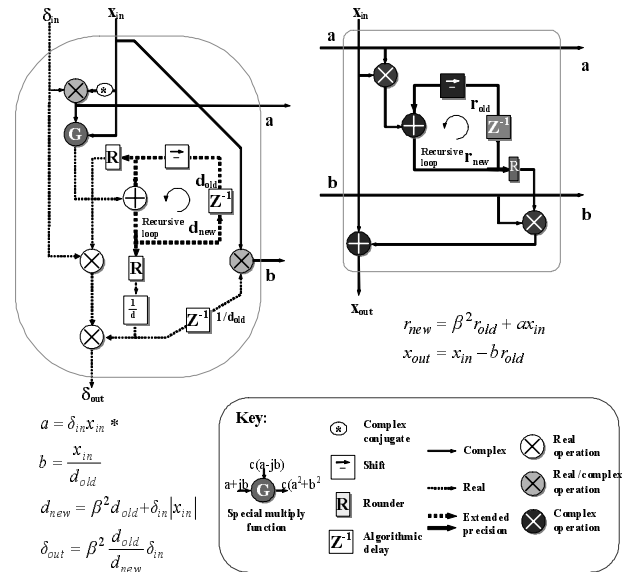 δin
xin
*
a
G
R
−
dold
+
Z⁻¹
Recursive
loop
dnew
R
b
1/d
Z⁻¹
1/dold
δout
xin
a
a
−
rold
+
Z⁻¹
Recursive
loop
rnew
R
b
b
+
xout
rnew = β²rold + axin
xout = xin − brold
a = δinxin *
b = xin/dold
dnew = β²dold+δin|xin|
δout = β² dold/dnew δin
Key:
* Complex
conjugate
Shift
R Rounder
Z⁻¹ Algorithmic
delay
c(a-jb)
a+jb G c(a²+b²
Special multiply
function
Complex
Real
Extended
precision
Real
operation
Real/complex
operation
Complex
operation